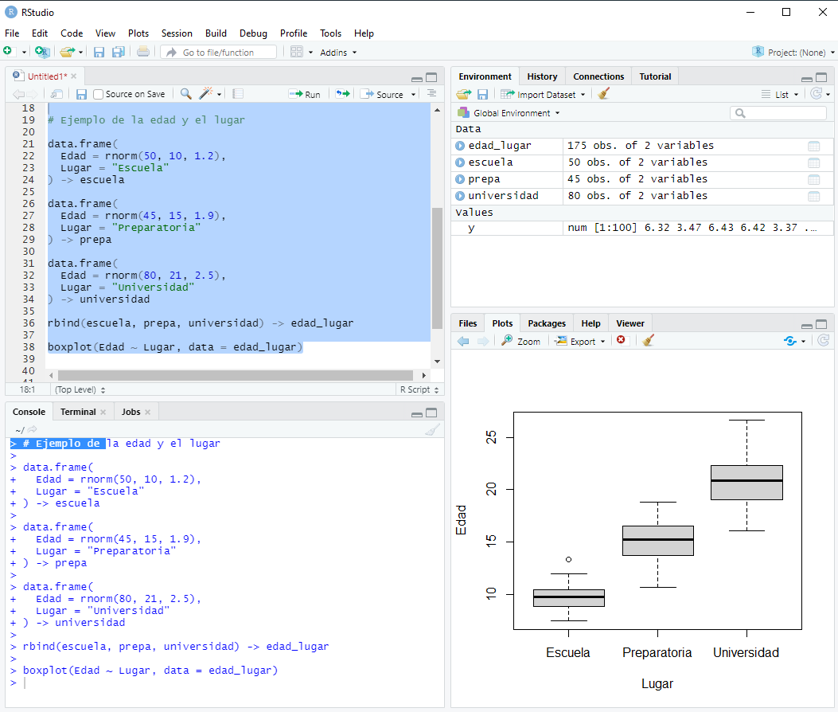 RStudio
File Edit Code View Plots Session Build Debug Profile Tools Help
Go to file/function Addins Project: (None)
Untitled1*
Source on Save Run Source
18
19 # Ejemplo de la edad y el lugar
20
21 data.frame(
22 Edad = rnorm(50, 10, 1.2),
23 Lugar = "Escuela"
24 ) -> escuela
25
26 data.frame(
27 Edad = rnorm(45, 15, 1.9),
28 Lugar = "Preparatoria"
29 ) -> prepa
30
31 data.frame(
32 Edad = rnorm(80, 21, 2.5),
33 Lugar = "Universidad"
34 ) -> universidad
35
36 rbind(escuela, prepa, universidad) -> edad_lugar
37
38 boxplot(Edad ~ Lugar, data = edad_lugar)
39
40
41
18:1 (Top Level) R Script
Console Terminal Jobs
~/
> # Ejemplo de la edad y el lugar
>
> data.frame(
+ Edad = rnorm(50, 10, 1.2),
+ Lugar = "Escuela"
+ ) -> escuela
>
> data.frame(
+ Edad = rnorm(45, 15, 1.9),
+ Lugar = "Preparatoria"
+ ) -> prepa
>
> data.frame(
+ Edad = rnorm(80, 21, 2.5),
+ Lugar = "Universidad"
+ ) -> universidad
>
> rbind(escuela, prepa, universidad) -> edad_lugar
>
> boxplot(Edad ~ Lugar, data = edad_lugar)
>
Environment History Connections Tutorial
Import Dataset List
Global Environment
Data
edad_lugar 175 obs. of 2 variables
escuela 50 obs. of 2 variables
prepa 45 obs. of 2 variables
universidad 80 obs. of 2 variables
Values
y num [1:100] 6.32 3.47 6.43 6.42 3.37 ...
Files Plots Packages Help Viewer
Zoom Export
25
20
15
10
Edad
Escuela Preparatoria Universidad
Lugar